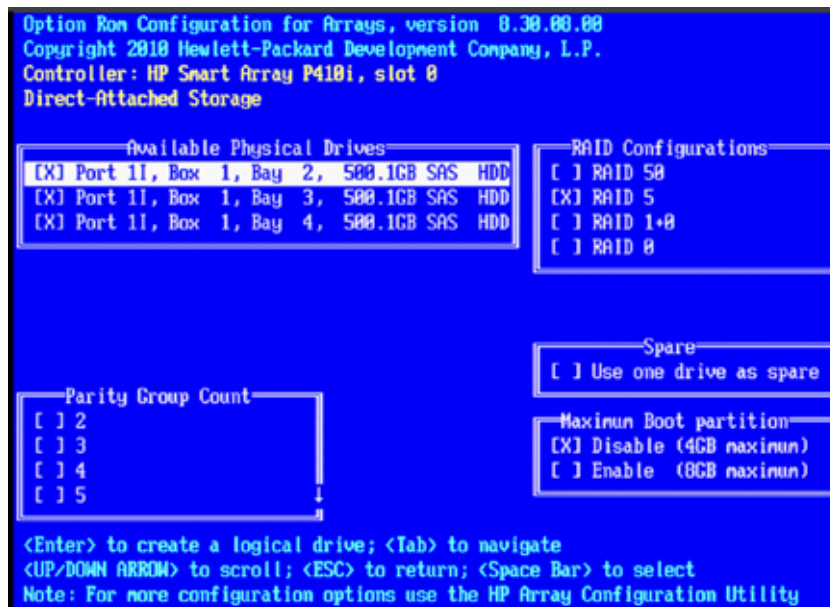 Option Rom Configuration for Arrays, version 8.30.08.00
Copyright 2010 Hewlett-Packard Development Company, L.P.
Controller: HP Smart Array P410i, slot 0
Direct-Attached Storage
Available Physical Drives
[X] Port 1I, Box 1, Bay 2, 500.1GB SAS HDD
[X] Port 1I, Box 1, Bay 3, 500.1GB SAS HDD
[X] Port 1I, Box 1, Bay 4, 500.1GB SAS HDD
RAID Configurations
[ ] RAID 50
[X] RAID 5
[ ] RAID 1+0
[ ] RAID 0
Spare
[ ] Use one drive as spare
Parity Group Count
[ ] 2
[ ] 3
[ ] 4
[ ] 5
Maximum Boot partition
[X] Disable (4GB maximum)
[ ] Enable (8GB maximum)
<Enter> to create a logical drive; <Tab> to navigate
<UP/DOWN ARROW> to scroll; <ESC> to return; <Space Bar> to select
Note: For more configuration options use the HP Array Configuration Utility